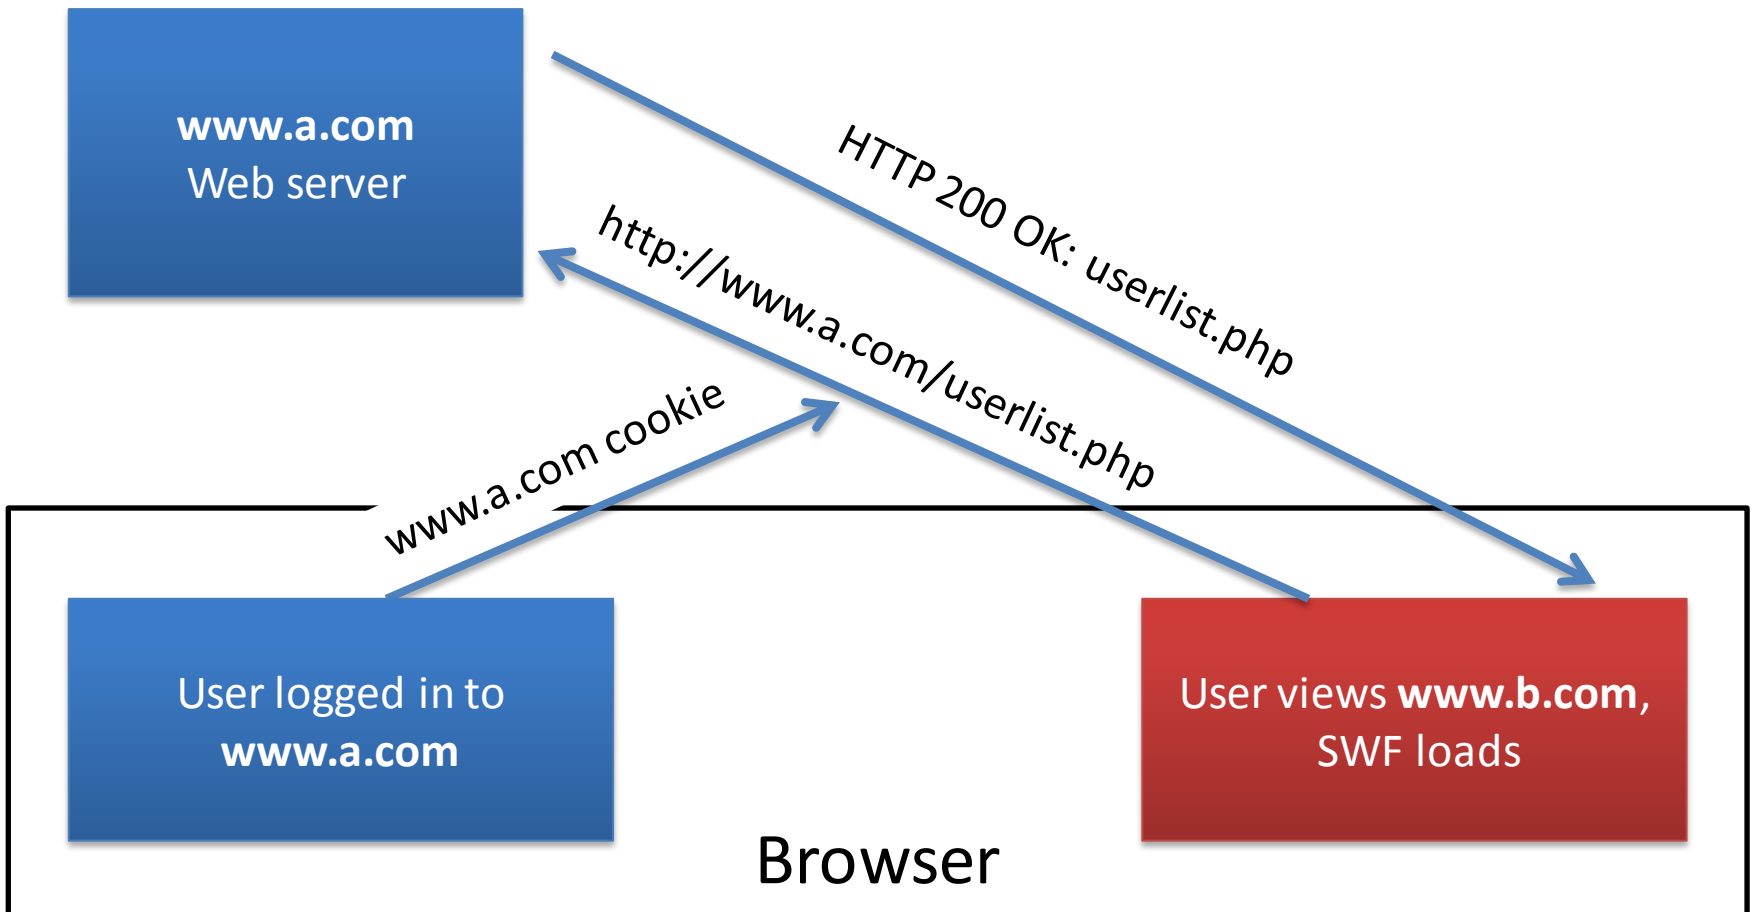 www.a.com
Web server
HTTP 200 OK: userlist.php
http://www.a.com/userlist.php
www.a.com cookie
User logged in to
www.a.com
User views www.b.com,
SWF loads
Browser